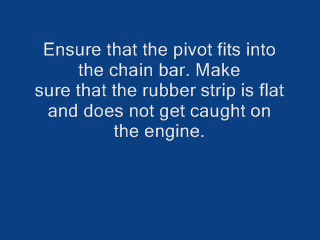 Ensure that the pivot fits into
the chain bar. Make
sure that the rubber strip is flat
and does not get caught on
the engine.